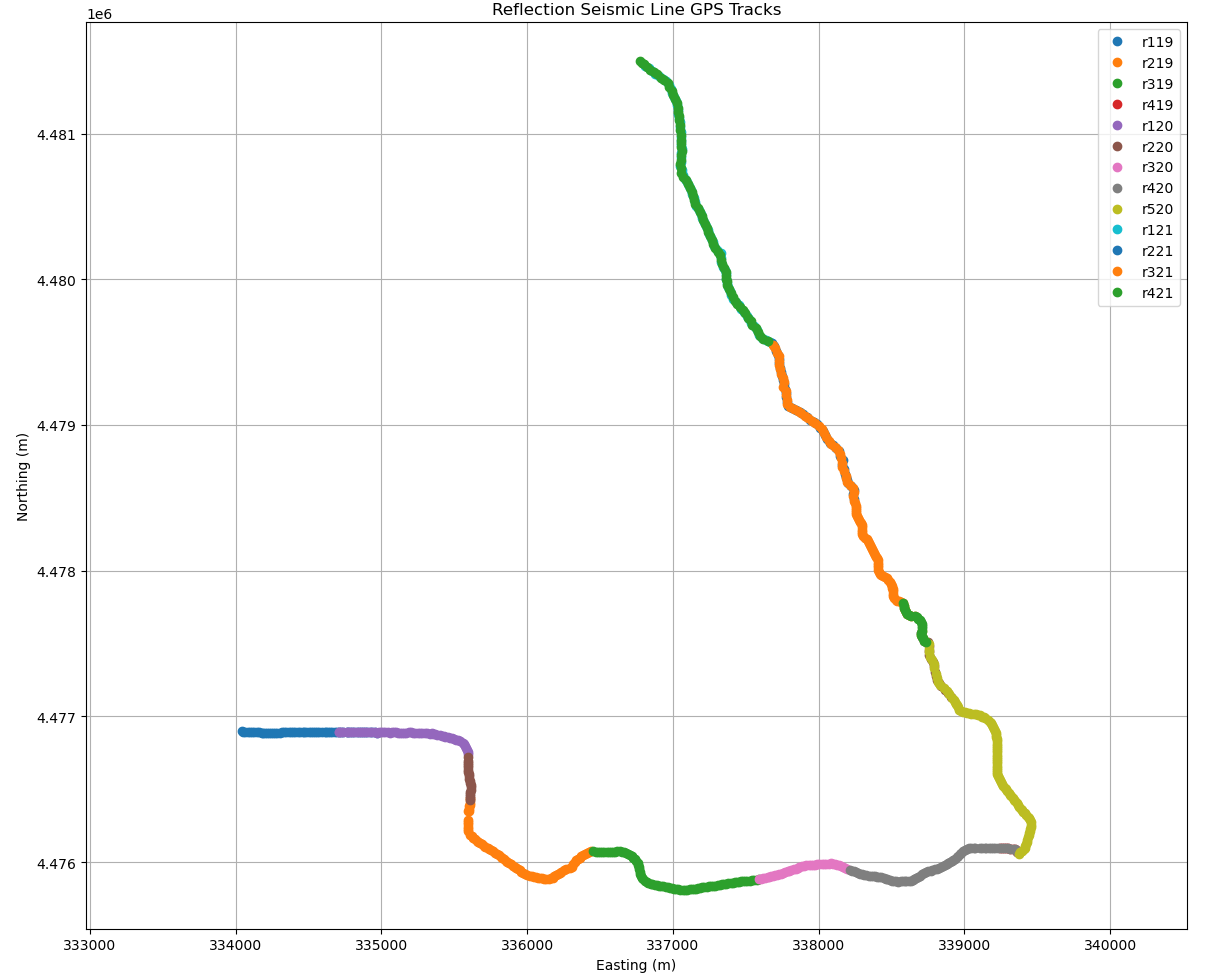 Reflection Seismic Line GPS Tracks
1e6
r119
r219
r319
r419
r120
r220
r320
r420
r520
r121
r221
r321
r421
4.481
4.480
4.479
4.478
4.477
4.476
Northing (m)
333000 334000 335000 336000 337000 338000 339000 340000
Easting (m)